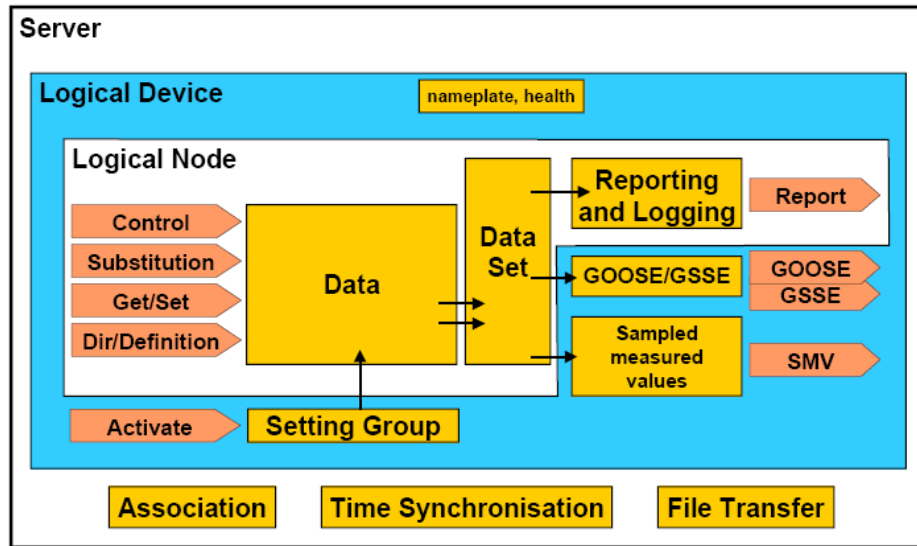 Server
Logical Device
nameplate, health
Logical Node
Control
Substitution
Get/Set
Dir/Definition
Data
Data
Set
Reporting
and Logging
Report
GOOSE/GSSE
GOOSE
GSSE
Sampled
measured
values
SMV
Activate
Setting Group
Association
Time Synchronisation
File Transfer